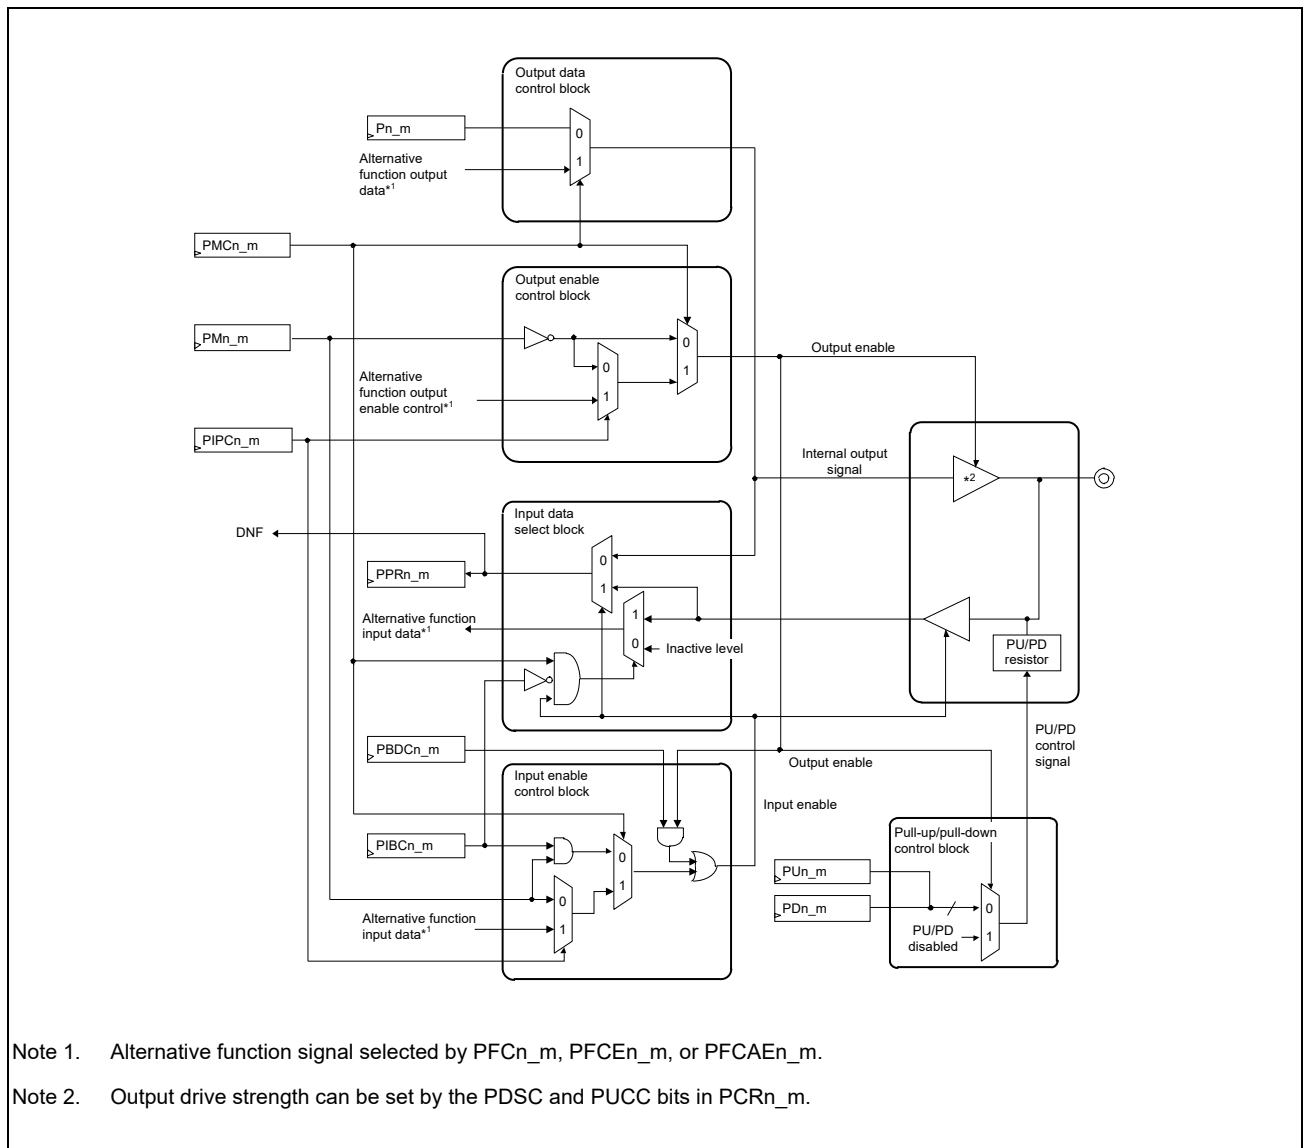 Output data
control block
Pn_m
0
1
Alternative
function output
data*1
PMCn_m
Output enable
control block
PMn_m
0
0
1
1
Output enable
Alternative
function output
enable control*1
PIPCn_m
Internal output
signal
*2
Input data
select block
DNF
0
1
PPRn_m
1
0
Alternative function
input data*1
Inactive level
PU/PD
resistor
PBDCn_m
Output enable
PU/PD
control
signal
Input enable
control block
Input enable
PIBCn_m
0
1
0
1
Alternative function
input data*1
Pull-up/pull-down
control block
PUn_m
PDn_m
0
1
PU/PD
disabled
Note 1. Alternative function signal selected by PFCn_m, PFCEn_m, or PFCAEn_m.
Note 2. Output drive strength can be set by the PDSC and PUCC bits in PCRn_m.